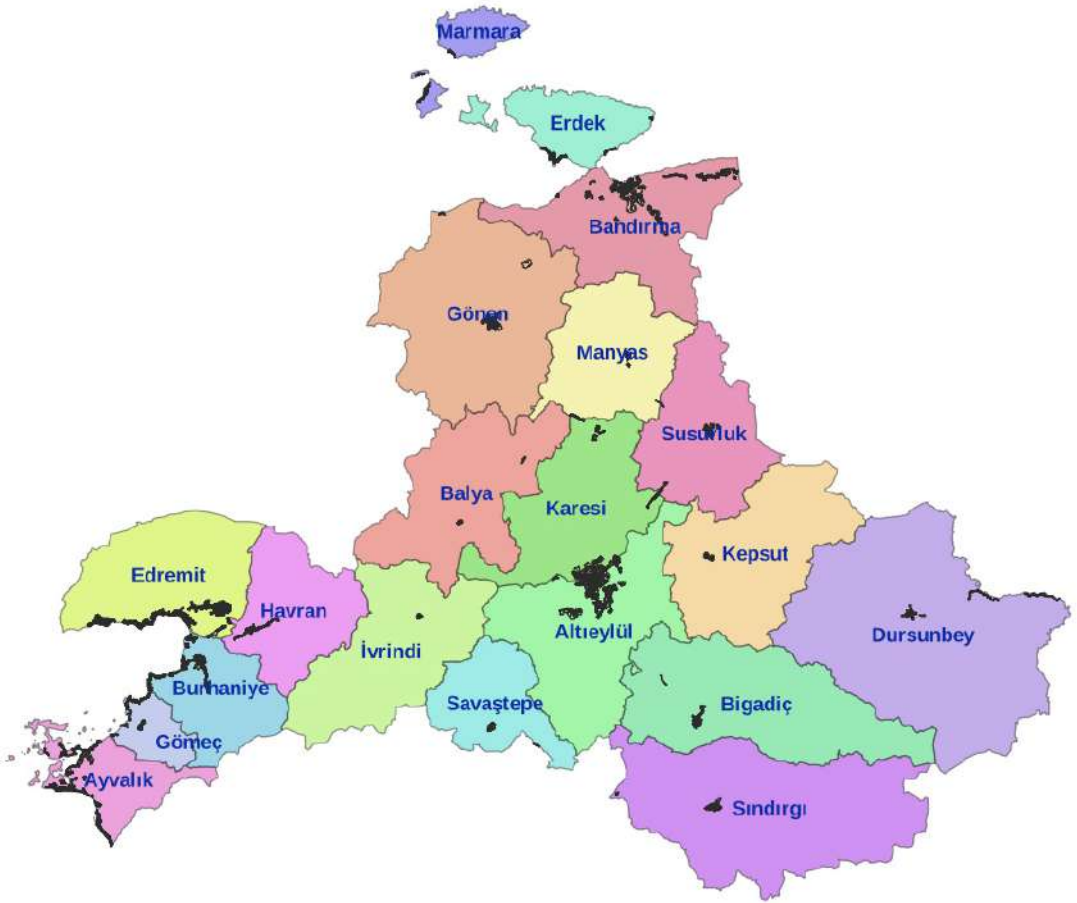 Marmara
Erdek
Bandırma
Gönen
Manyas
Susurluk
Balya
Karesi
Kepsut
Edremit
Havran
Altıeylül
Dursunbey
İvrindi
Burhaniye
Savaştepe
Bigadiç
Gömeç
Ayvalık
Sındırgı